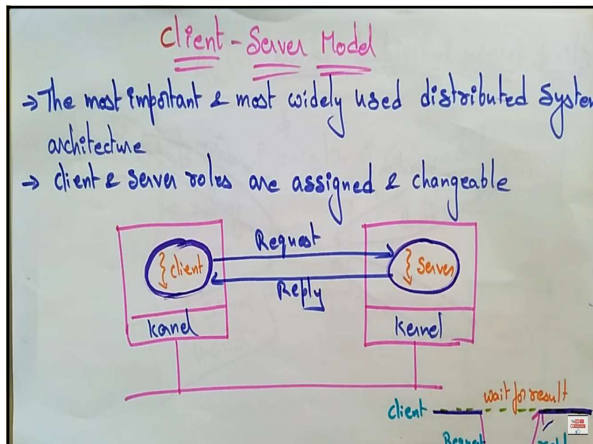 Client-Server Model
→ The most important & most widely used distributed System
architecture
→ client & server roles are assigned & changeable
Request
client
Server
Reply
Kernel
Kernel
wait for result
client
Request